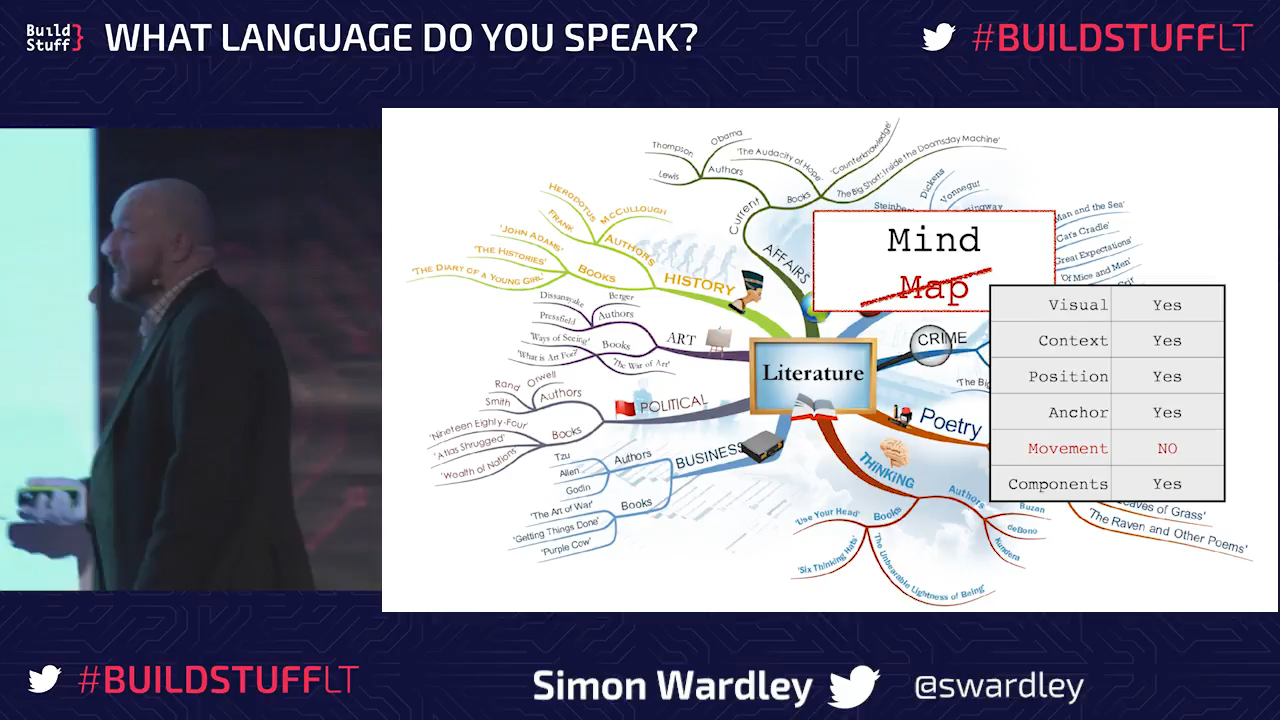 Build
Stuff
WHAT LANGUAGE DO YOU SPEAK?
#BUILDSTUFFLT
Obama
Thompson
Lewis
Authors
'The Audacity of Hope'
'Counterknowledge'
'The Big Short: Inside the Doomsday Machine'
Books
Current
AFFAIRS
Dickens
Vonnegut
HERODOTUS
FRANK
MCCULLOUGH
AUTHORS
'JOHN ADAMS'
'THE HISTORIES'
'THE DIARY OF A YOUNG GIRL'
BOOKS
HISTORY
Man and the Sea'
'Cat's Cradle'
Great Expectations'
'Of Mice and Men'
Mind
Map
Dissanayake
Berger
Pressfield
Authors
'Ways of Seeing'
Books
'What is Art For?'
'The War of Art'
ART
Literature
CRIME
Visual Yes
Context Yes
Position Yes
Anchor Yes
Movement NO
Components Yes
Rand
Orwell
Smith
Authors
'Nineteen Eighty-Four'
'Atlas Shrugged'
'Wealth of Nations'
Books
POLITICAL
Poetry
Tzu
Allen
Godin
Authors
BUSINESS
'The Art of War'
'Getting Things Done'
'Purple Cow'
Books
THINKING
Authors
Buzan
deBono
Kundera
'Use Your Head'
Books
'Six Thinking Hats'
'The Unbearable Lightness of Being'
eaves of Grass'
'The Raven and Other Poems'
#BUILDSTUFFLT
Simon Wardley
@swardley